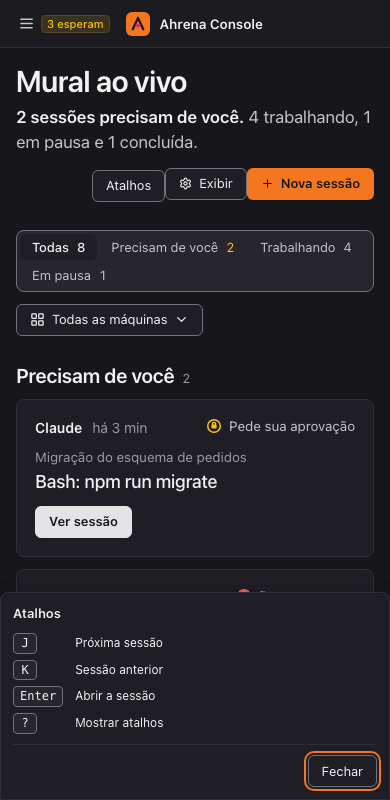 3 esperam
Ahrena Console
Mural ao vivo
2 sessões precisam de você. 4 trabalhando, 1
em pausa e 1 concluída.
Atalhos
Exibir
+ Nova sessão
Todas 8
Precisam de você 2
Trabalhando 4
Em pausa 1
Todas as máquinas
Precisam de você 2
Claude há 3 min
Pede sua aprovação
Migração do esquema de pedidos
Bash: npm run migrate
Ver sessão
Atalhos
J Próxima sessão
K Sessão anterior
Enter Abrir a sessão
? Mostrar atalhos
Fechar